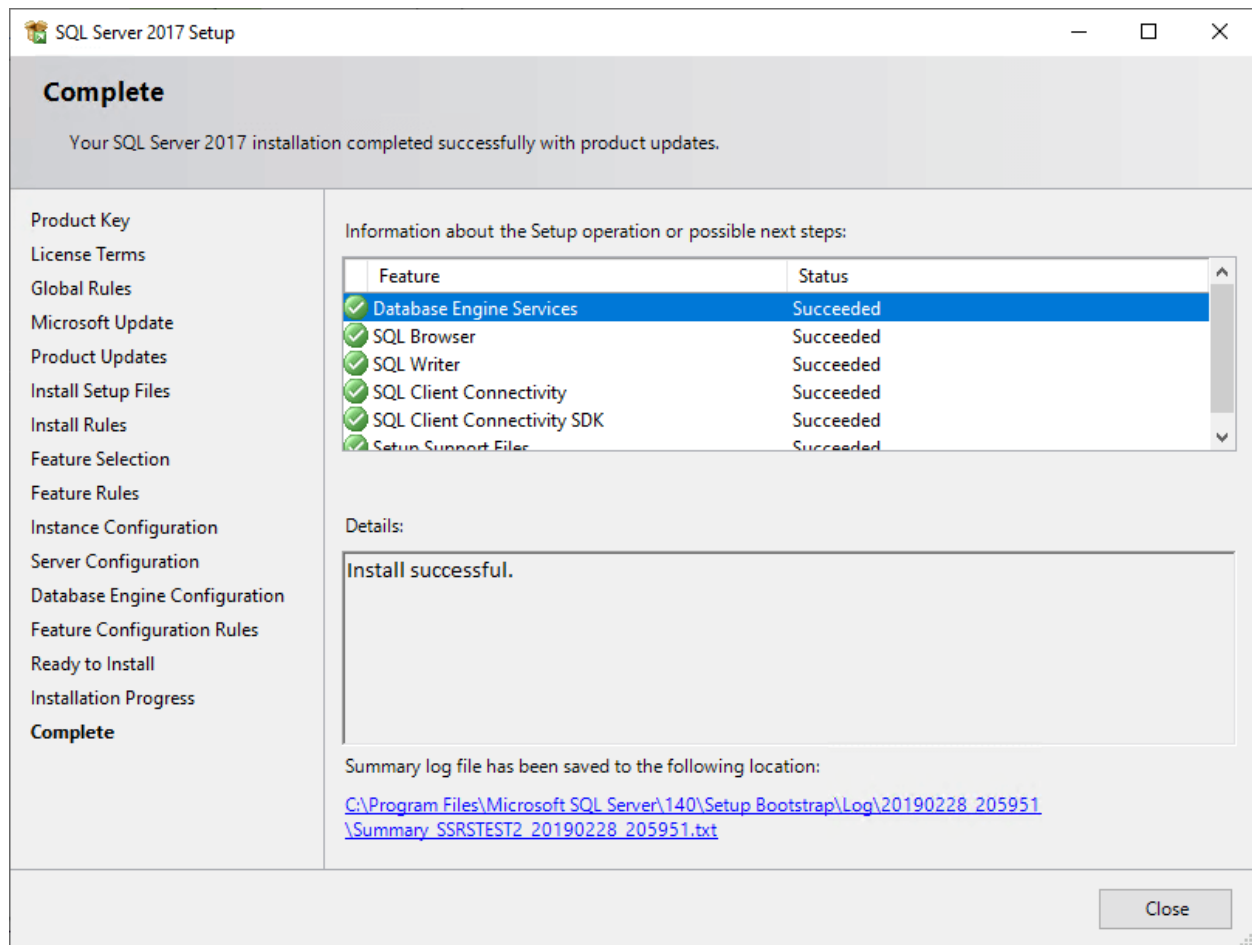 SQL Server 2017 Setup
Complete
Your SQL Server 2017 installation completed successfully with product updates.
Product Key
License Terms
Global Rules
Microsoft Update
Product Updates
Install Setup Files
Install Rules
Feature Selection
Feature Rules
Instance Configuration
Server Configuration
Database Engine Configuration
Feature Configuration Rules
Ready to Install
Installation Progress
Complete
Information about the Setup operation or possible next steps:
Feature Status
Database Engine Services Succeeded
SQL Browser Succeeded
SQL Writer Succeeded
SQL Client Connectivity Succeeded
SQL Client Connectivity SDK Succeeded
Setup Support Files Succeeded
Details:
Install successful.
Summary log file has been saved to the following location:
C:\Program Files\Microsoft SQL Server\140\Setup Bootstrap\Log\20190228_205951
\Summary_SSRSTEST2_20190228_205951.txt
Close